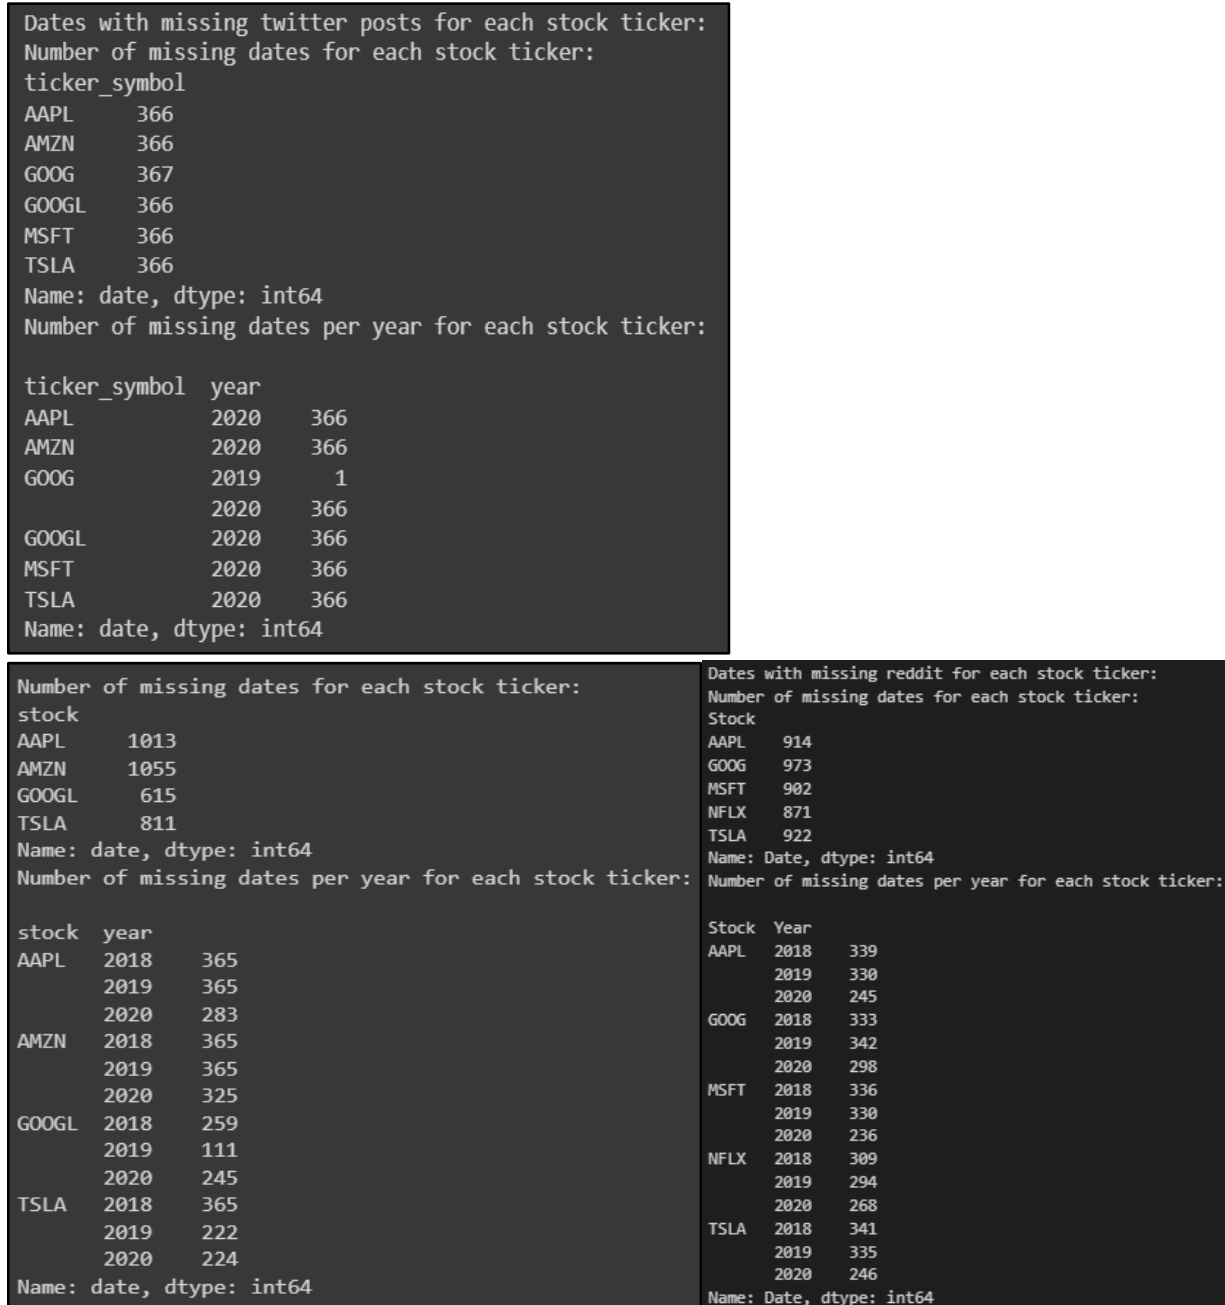 Dates with missing twitter posts for each stock ticker:
Number of missing dates for each stock ticker:
ticker_symbol
AAPL 366
AMZN 366
GOOG 367
GOOGL 366
MSFT 366
TSLA 366
Name: date, dtype: int64
Number of missing dates per year for each stock ticker:
ticker_symbol year
AAPL 2020 366
AMZN 2020 366
GOOG 2019 1
2020 366
GOOGL 2020 366
MSFT 2020 366
TSLA 2020 366
Name: date, dtype: int64
Number of missing dates for each stock ticker:
stock
AAPL 1013
AMZN 1055
GOOGL 615
TSLA 811
Name: date, dtype: int64
Number of missing dates per year for each stock ticker:
stock year
AAPL 2018 365
2019 365
2020 283
AMZN 2018 365
2019 365
2020 325
GOOGL 2018 259
2019 111
2020 245
TSLA 2018 365
2019 222
2020 224
Name: date, dtype: int64
Dates with missing reddit for each stock ticker:
Number of missing dates for each stock ticker:
Stock
AAPL 914
GOOG 973
MSFT 902
NFLX 871
TSLA 922
Name: Date, dtype: int64
Number of missing dates per year for each stock ticker:
Stock Year
AAPL 2018 339
2019 330
2020 245
GOOG 2018 333
2019 342
2020 298
MSFT 2018 336
2019 330
2020 236
NFLX 2018 309
2019 294
2020 268
TSLA 2018 341
2019 335
2020 246
Name: Date, dtype: int64